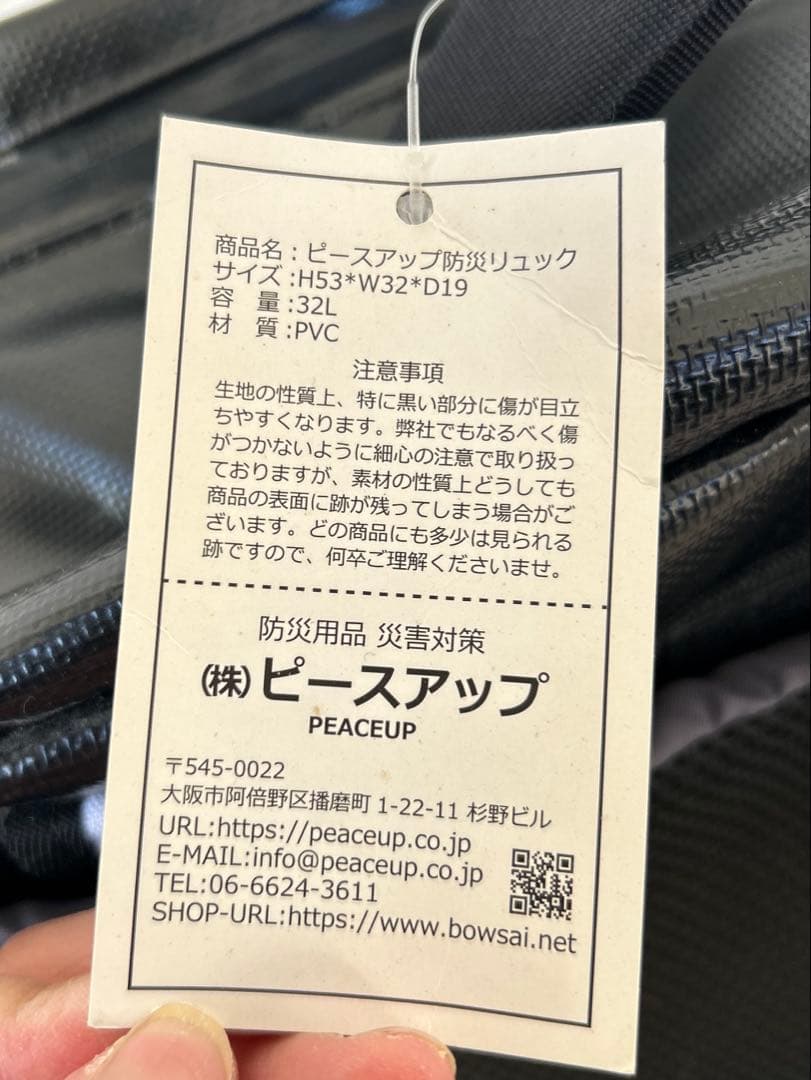 商品名:ピースアップ防災リュック
サイズ:H53*W32*D19
容　量:32L
材　質:PVC
注意事項
生地の性質上、特に黒い部分に傷が目立
ちやすくなります。弊社でもなるべく傷
がつかないように細心の注意で取り扱っ
ておりますが、素材の性質上どうしても
商品の表面に跡が残ってしまう場合がご
ざいます。どの商品にも多少は見られる
跡ですので、何卒ご理解くださいませ。
防災用品 災害対策
(株)ピースアップ
PEACEUP
〒545-0022
大阪市阿倍野区播磨町 1-22-11 杉野ビル
URL:https://peaceup.co.jp
E-MAIL:info@peaceup.co.jp
TEL:06-6624-3611
SHOP-URL:https://www.bowsai.net